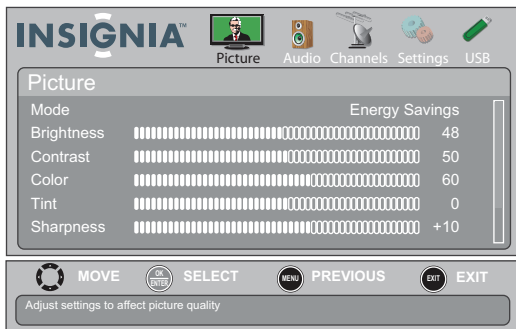 INSIGNIA™
Picture Audio Channels Settings USB
Picture
Mode Energy Savings
Brightness 48
Contrast 50
Color 60
Tint 0
Sharpness +10
MOVE OK ENTER SELECT MENU PREVIOUS EXIT EXIT
Adjust settings to affect picture quality